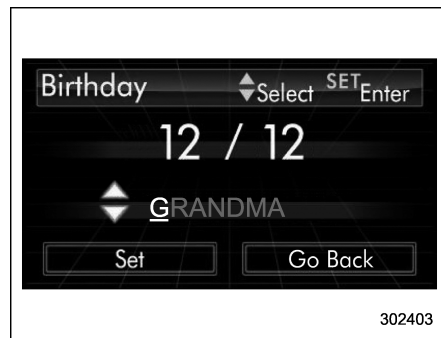 Birthday Select SET Enter
12 / 12
GRANDMA
Set Go Back
302403